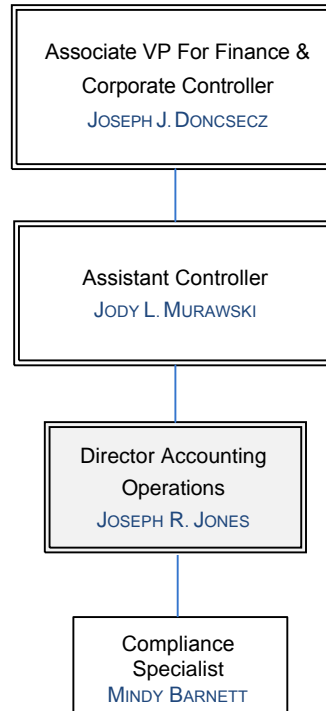 Associate VP For Finance &
Corporate Controller
JOSEPH J. DONCSECZ
Assistant Controller
JODY L. MURAWSKI
Director Accounting
Operations
JOSEPH R. JONES
Compliance
Specialist
MINDY BARNETT